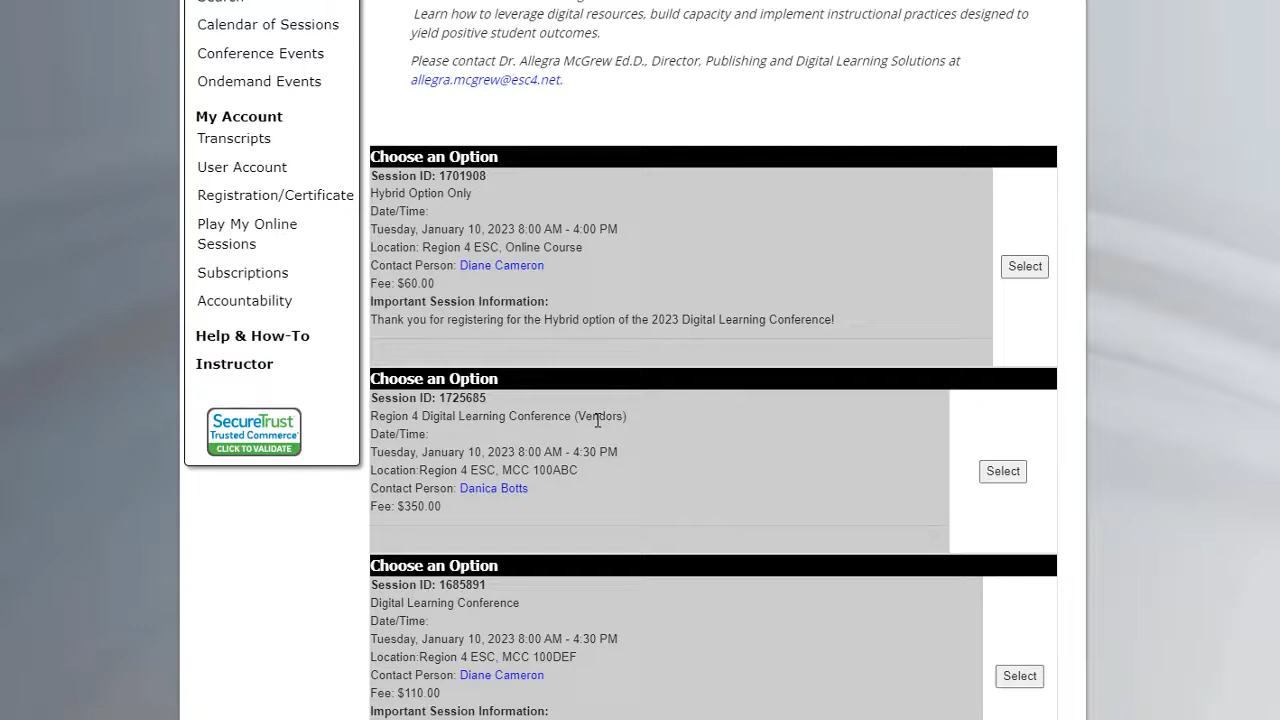 Calendar of Sessions
Conference Events
Ondemand Events
My Account
Transcripts
User Account
Registration/Certificate
Play My Online
Sessions
Subscriptions
Accountability
Help & How-To
Instructor
SecureTrust
Trusted Commerce™
CLICK TO VALIDATE
Learn how to leverage digital resources, build capacity and implement instructional practices designed to
yield positive student outcomes.
Please contact Dr. Allegra McGrew Ed.D., Director, Publishing and Digital Learning Solutions at
allegra.mcgrew@esc4.net.
Choose an Option
Session ID: 1701908
Hybrid Option Only
Date/Time:
Tuesday, January 10, 2023 8:00 AM - 4:00 PM
Location: Region 4 ESC, Online Course
Contact Person: Diane Cameron
Fee: $60.00
Important Session Information:
Thank you for registering for the Hybrid option of the 2023 Digital Learning Conference!
Select
Choose an Option
Session ID: 1725685
Region 4 Digital Learning Conference (Vendors)
Date/Time:
Tuesday, January 10, 2023 8:00 AM - 4:30 PM
Location:Region 4 ESC, MCC 100ABC
Contact Person: Danica Botts
Fee: $350.00
Select
Choose an Option
Session ID: 1685891
Digital Learning Conference
Date/Time:
Tuesday, January 10, 2023 8:00 AM - 4:30 PM
Location:Region 4 ESC, MCC 100DEF
Contact Person: Diane Cameron
Fee: $110.00
Important Session Information:
Select